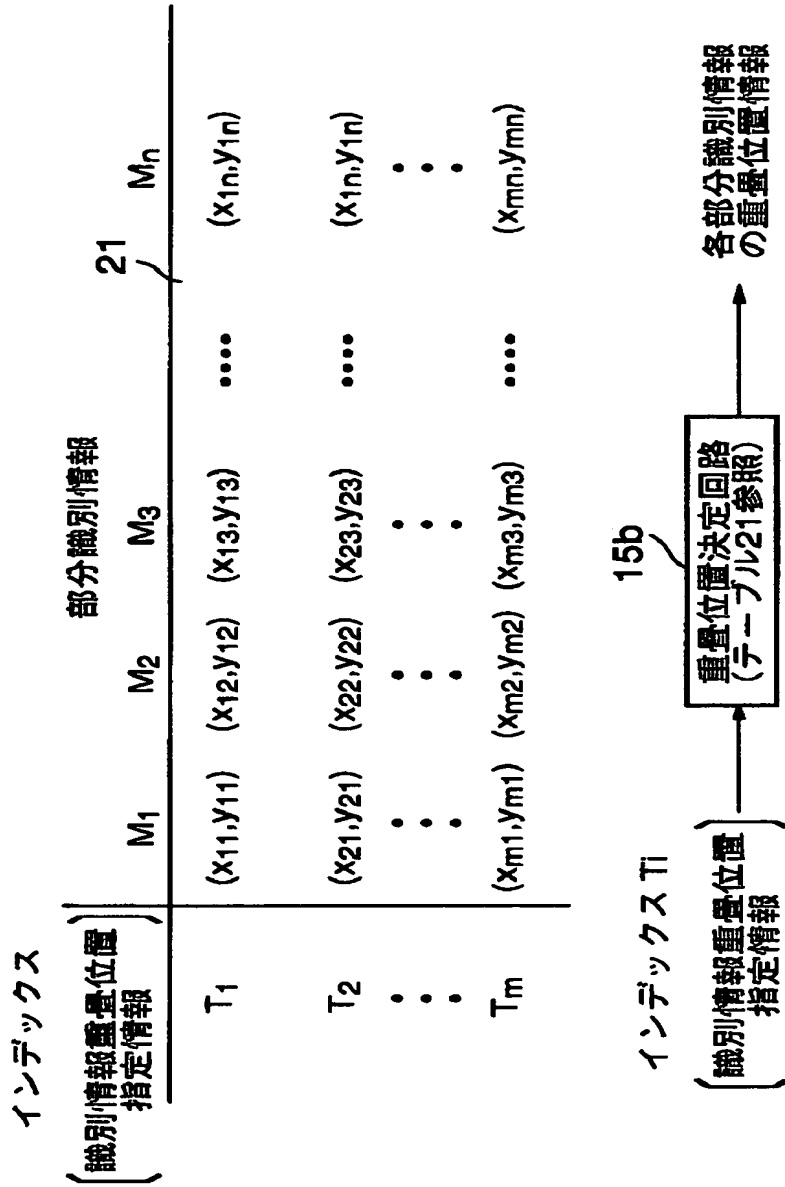 インデックス
識別情報重畳位置
指定情報
部分識別情報
M1 M2 M3 Mn
21
T1 (x11,y11) (x12,y12) (x13,y13) •••• (x1n,y1n)
T2 (x21,y21) (x22,y22) (x23,y23) •••• (x1n,y1n)
Tm (xm1,ym1) (xm2,ym2) (xm3,ym3) •••• (xmn,ymn)
インデックス Ti
識別情報重畳位置
指定情報
15b
重畳位置決定回路
(テーブル21参照)
各部分識別情報
の重畳位置情報